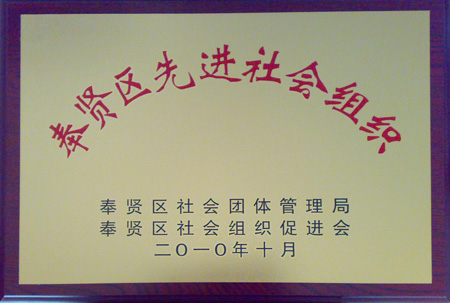 奉贤区先进社会组织
奉贤区社会团体管理局
奉贤区社会组织促进会
二〇一〇年十月